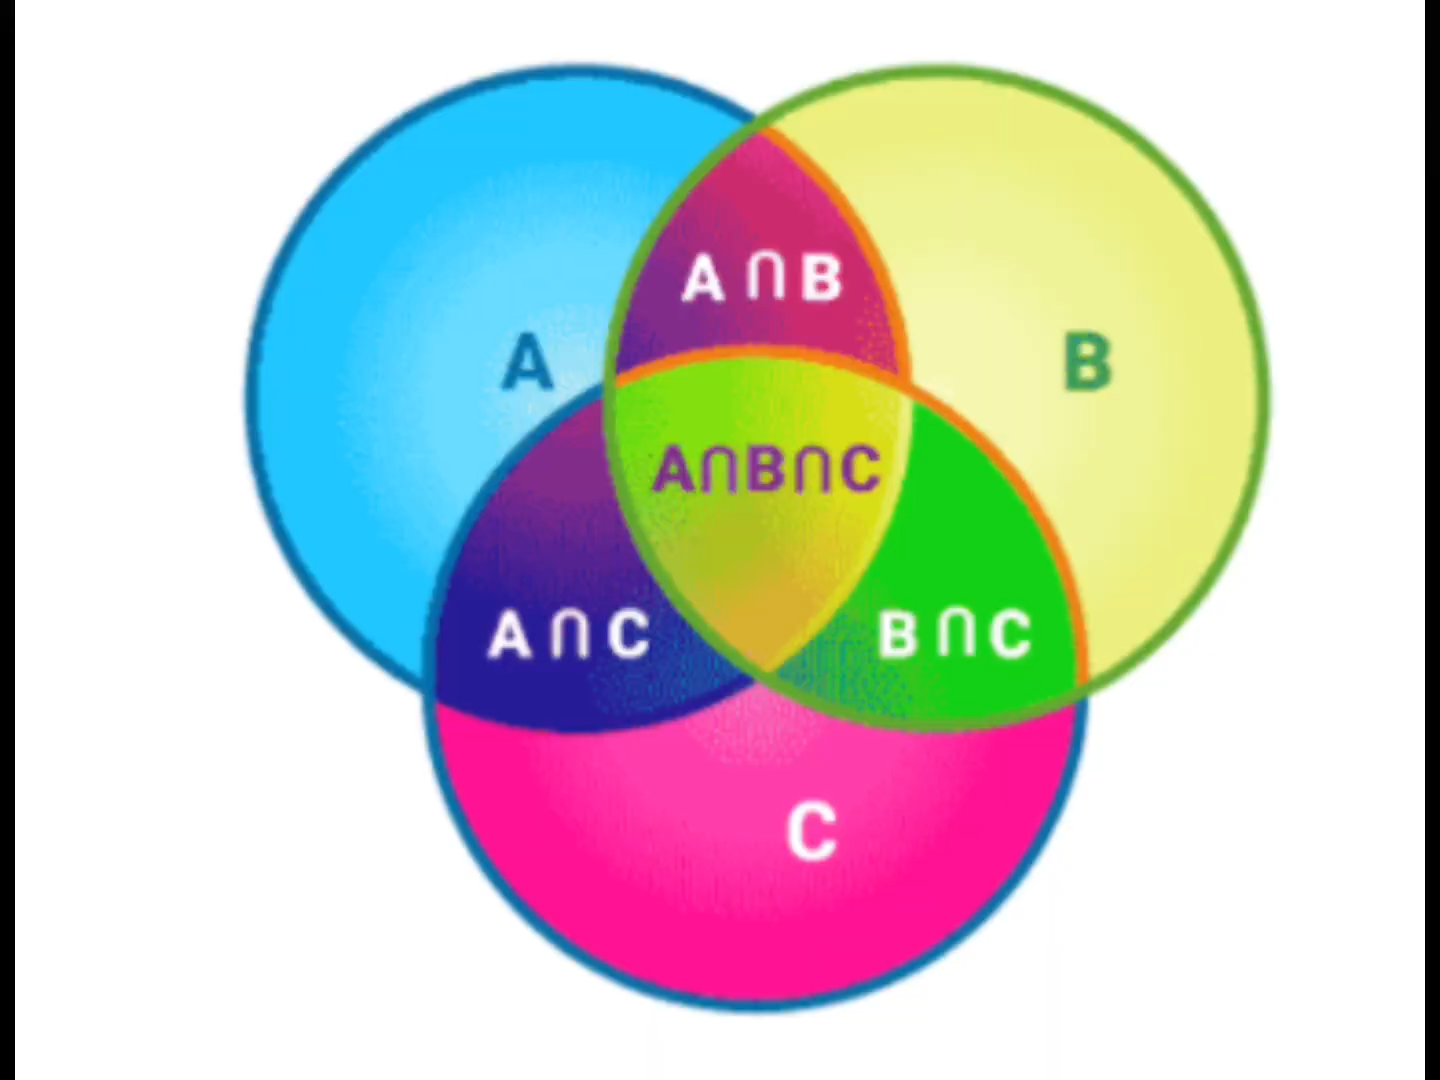 A ∩ B
A
B
A∩B∩C
A ∩ C
B ∩ C
C